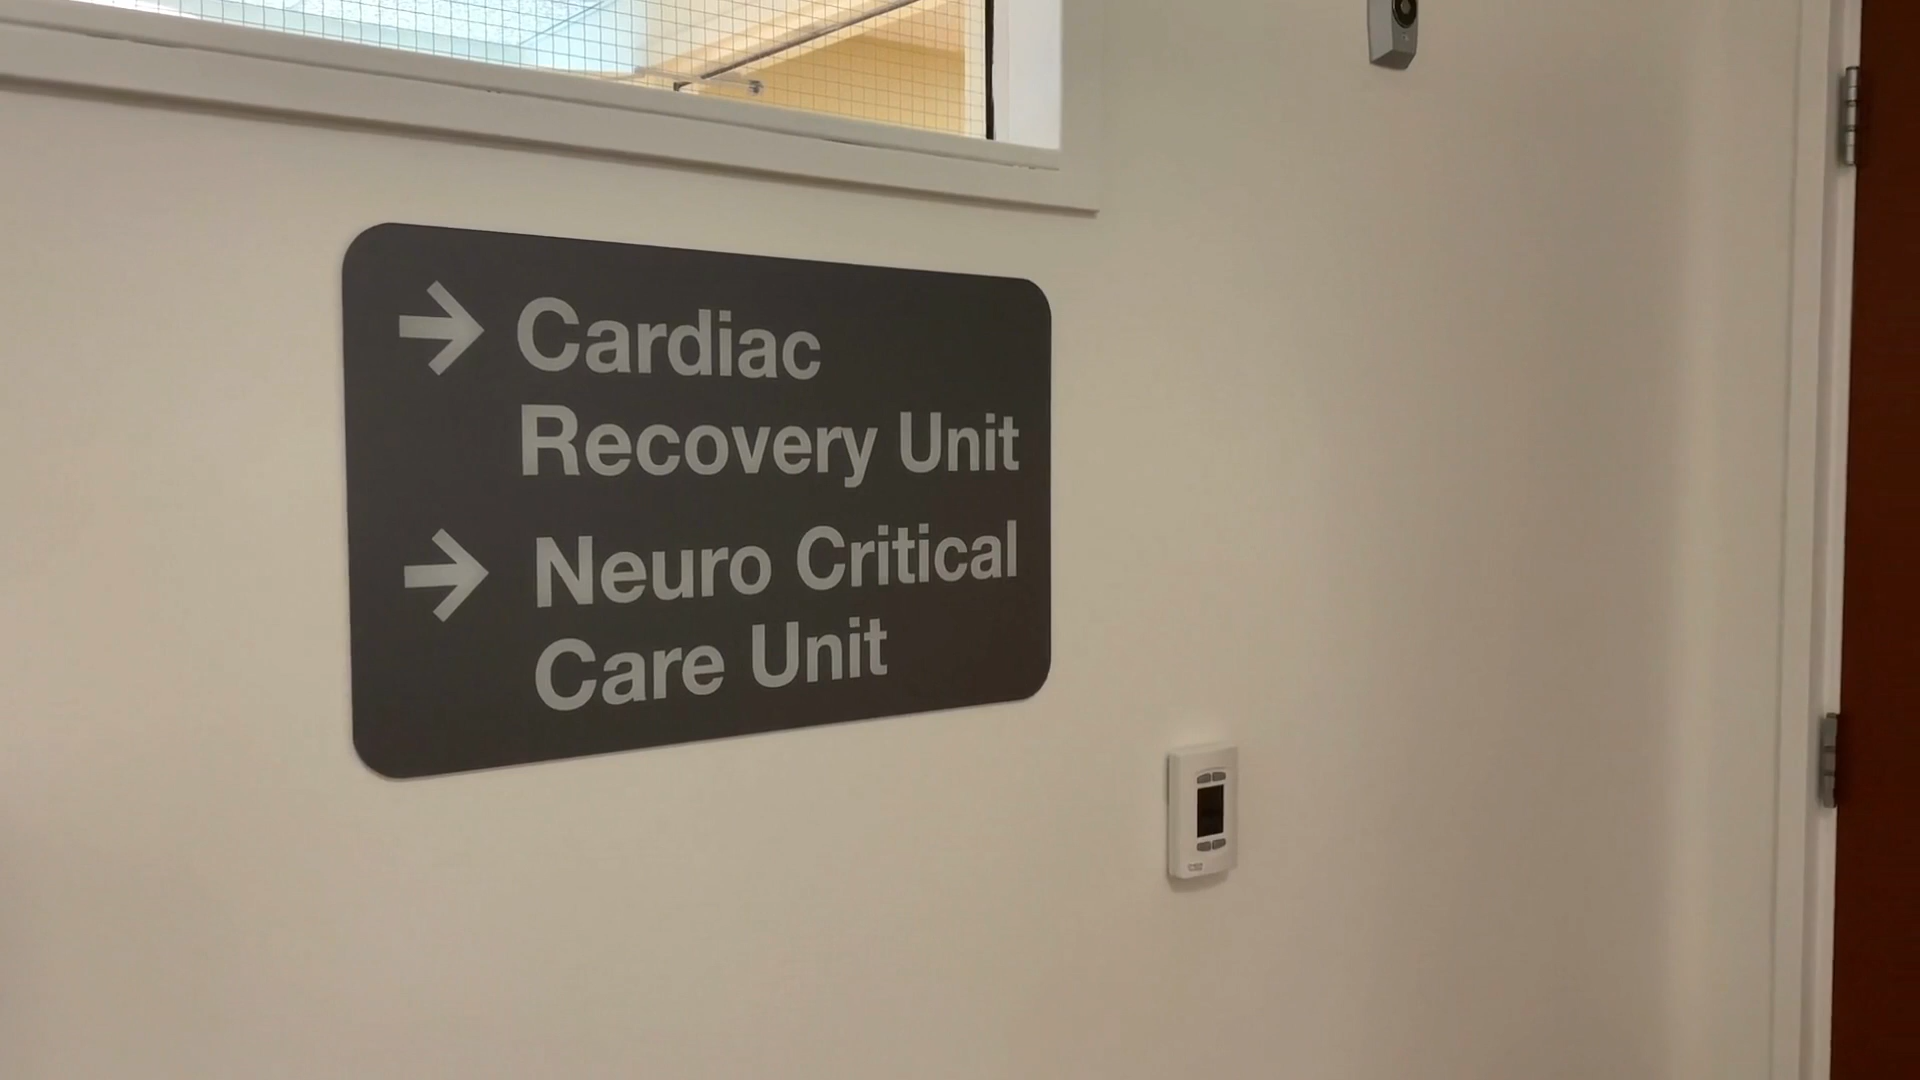 → Cardiac
Recovery Unit
→ Neuro Critical
Care Unit